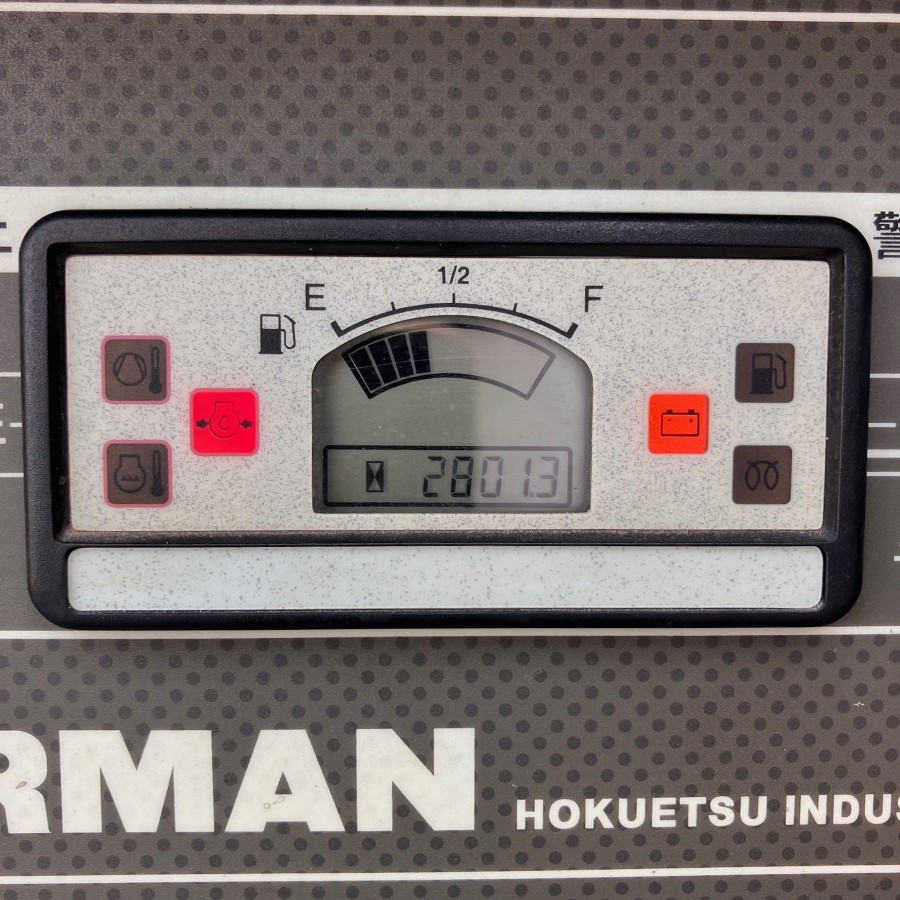 1/2
E F
2801.3
RMAN
HOKUETSU INDUS
警